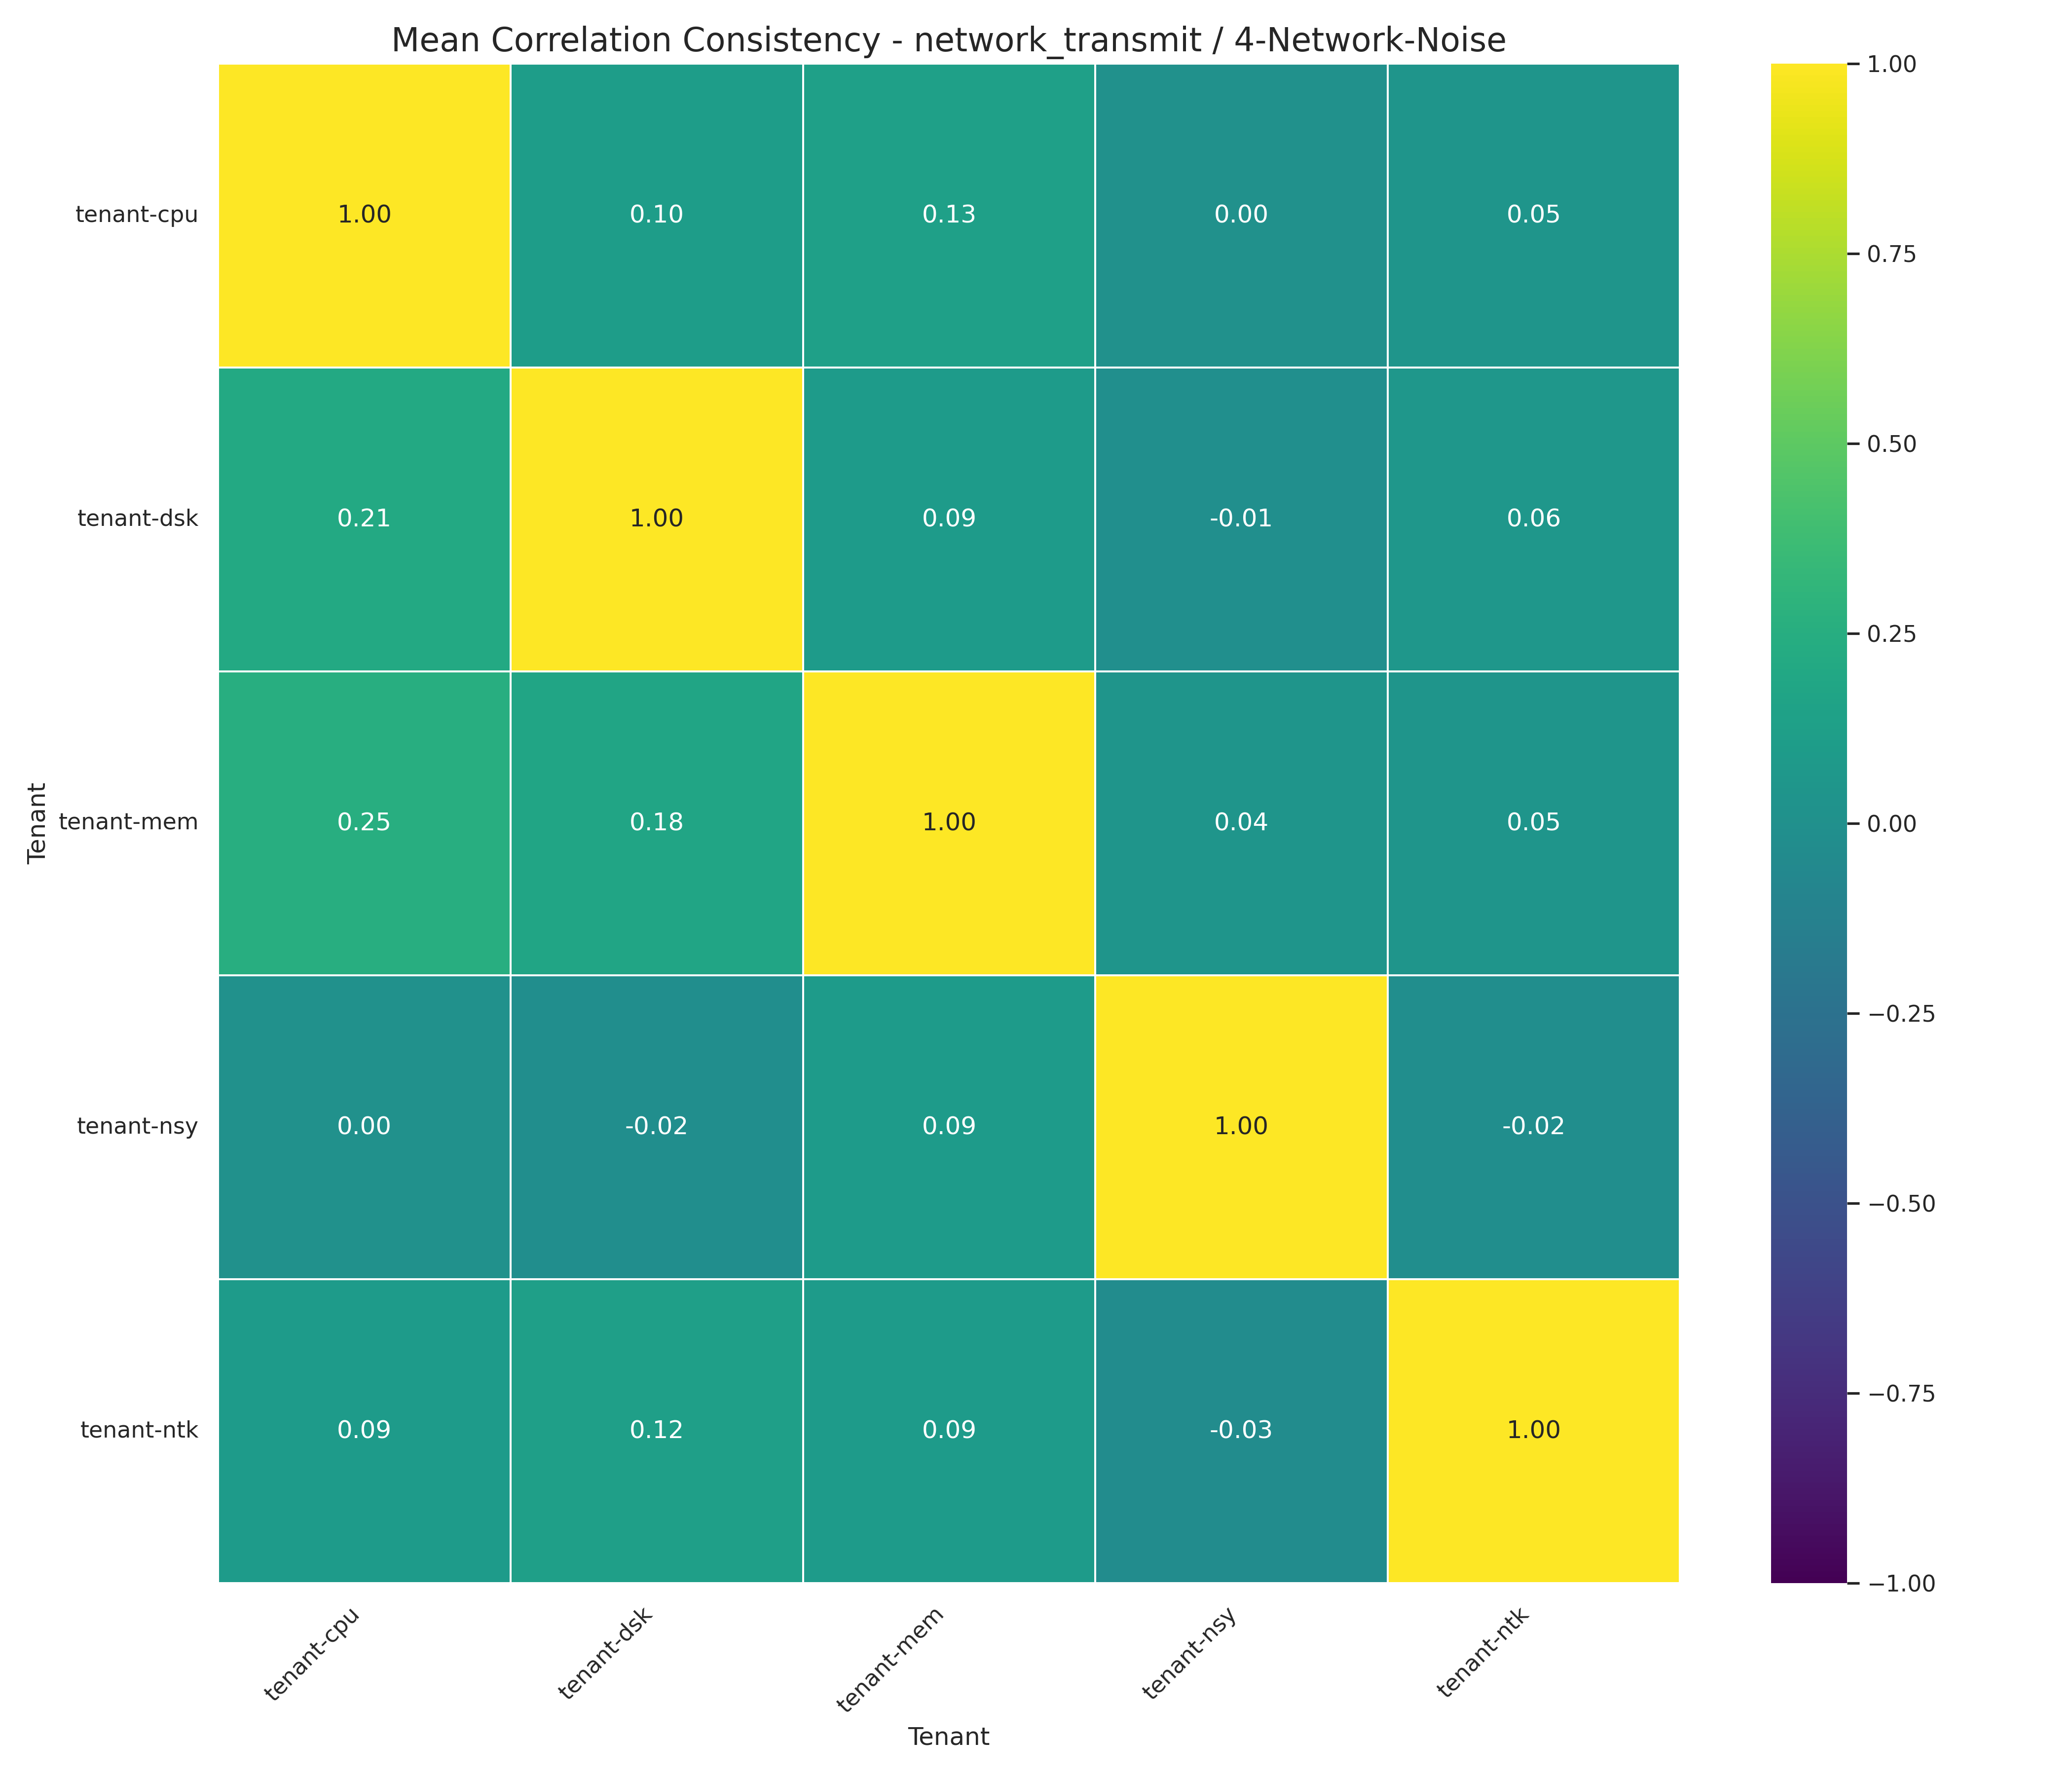 Mean Correlation Consistency - network_transmit / 4-Network-Noise
tenant-cpu 1.00 0.10 0.13 0.00 0.05
tenant-dsk 0.21 1.00 0.09 -0.01 0.06
tenant-mem 0.25 0.18 1.00 0.04 0.05
tenant-nsy 0.00 -0.02 0.09 1.00 -0.02
tenant-ntk 0.09 0.12 0.09 -0.03 1.00
Tenant
tenant-cpu tenant-dsk tenant-mem tenant-nsy tenant-ntk
Tenant
1.00
0.75
0.50
0.25
0.00
−0.25
−0.50
−0.75
−1.00